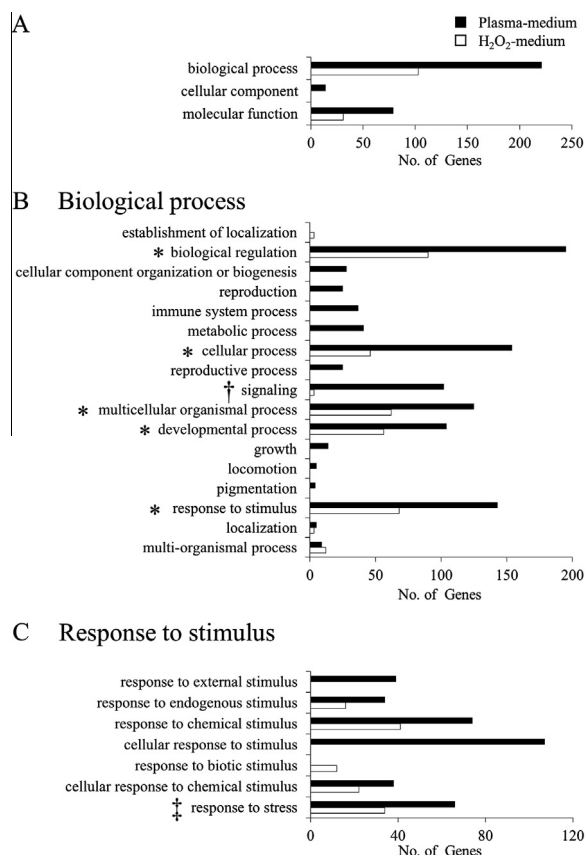 A
Plasma-medium
H₂O₂-medium
biological process
cellular component
molecular function
0 50 100 150 200 250
No. of Genes
B Biological process
establishment of localization
* biological regulation
cellular component organization or biogenesis
reproduction
immune system process
metabolic process
* cellular process
reproductive process
† signaling
* multicellular organismal process
* developmental process
growth
locomotion
pigmentation
* response to stimulus
localization
multi-organismal process
0 50 100 150 200
No. of Genes
C Response to stimulus
response to external stimulus
response to endogenous stimulus
response to chemical stimulus
cellular response to stimulus
response to biotic stimulus
cellular response to chemical stimulus
‡ response to stress
0 40 80 120
No. of Genes